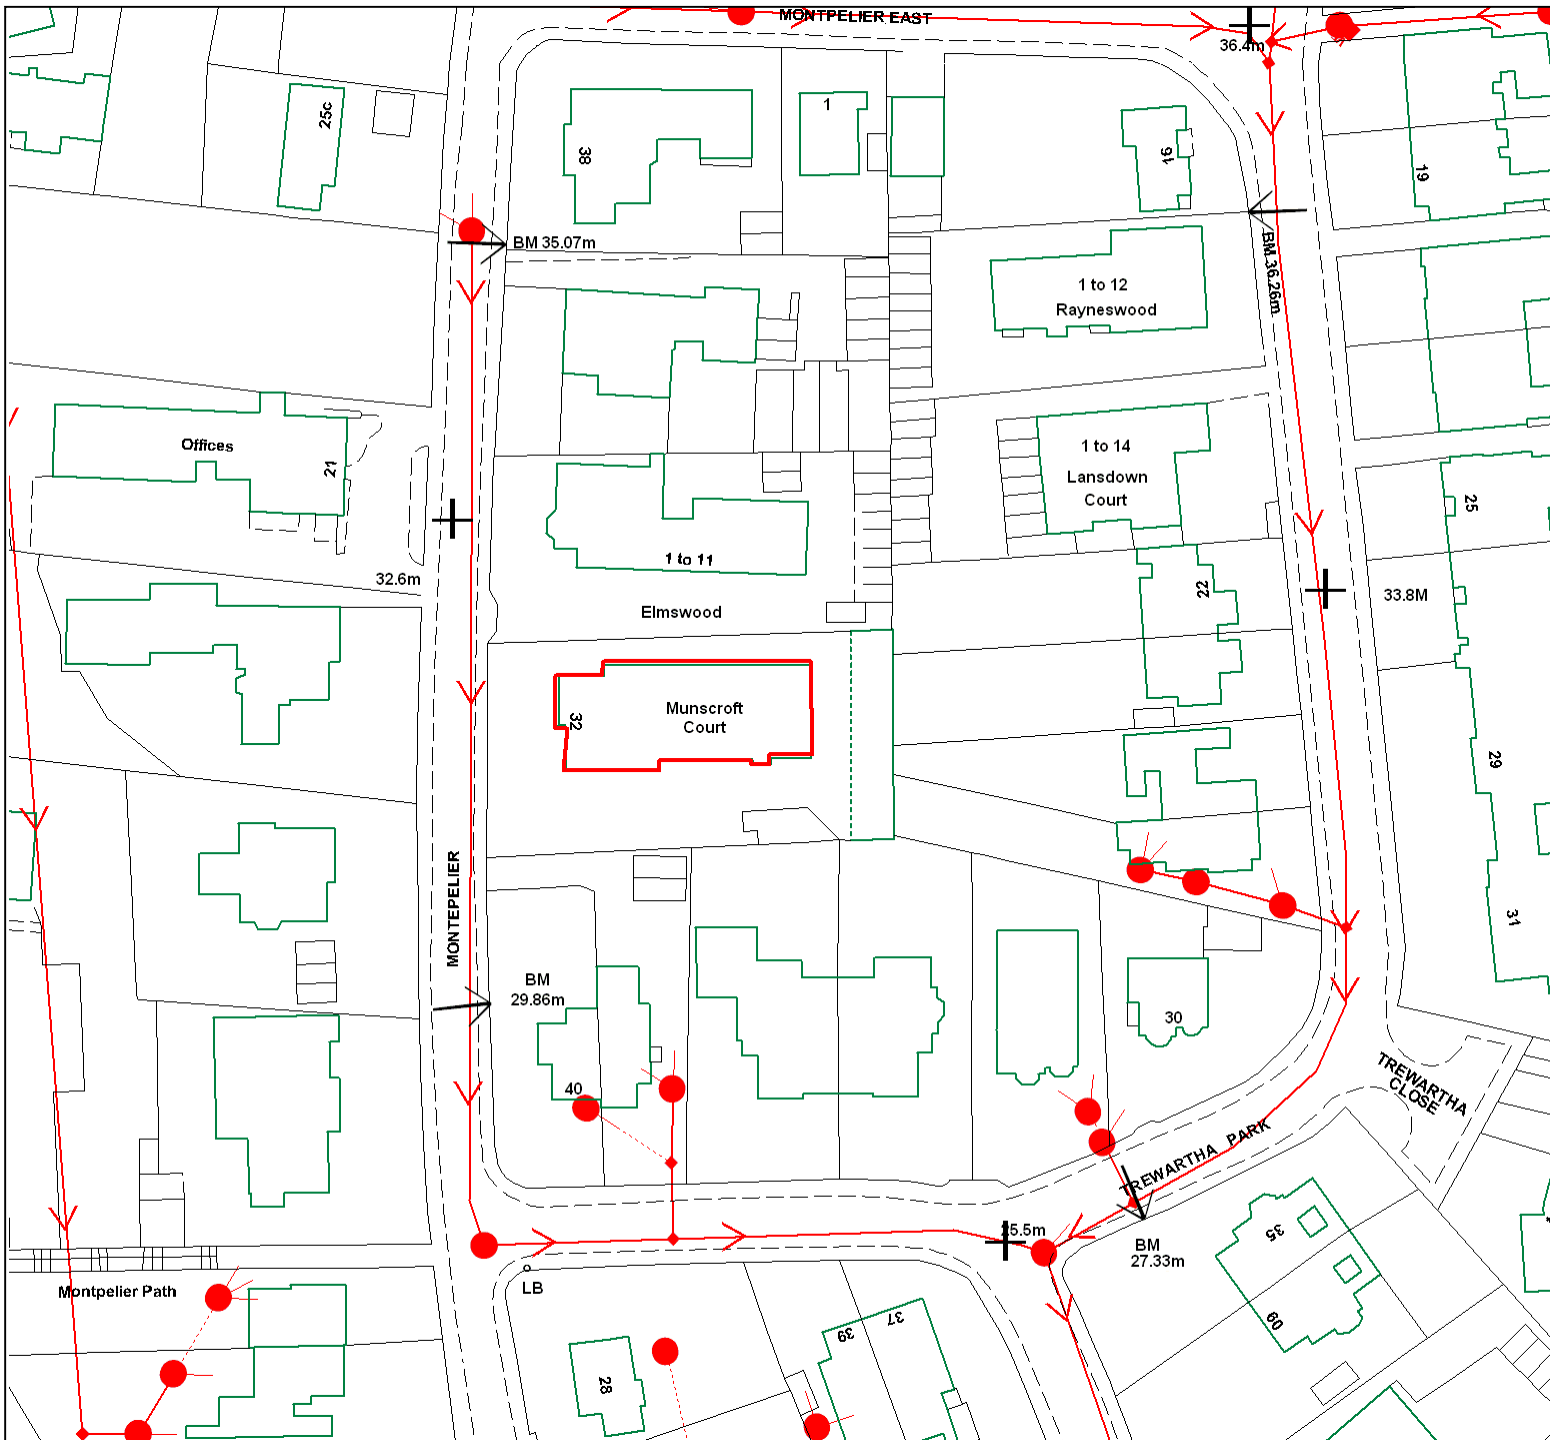 MONTPELIER EAST
36.4m
25c
38
1
16
19
BM 35.07m
BM 36.26m
1 to 12
Rayneswood
Offices
21
1 to 14
Lansdown
Court
25
1 to 11
32.6m
Elmswood
22
33.8M
32
Munscroft
Court
29
MONTEPELIER
31
BM
29.86m
30
40
TREWARTHA
CLOSE
TREWARTHA PARK
25.5m
BM
27.33m
35
60
Montpelier Path
LB
28
39
37